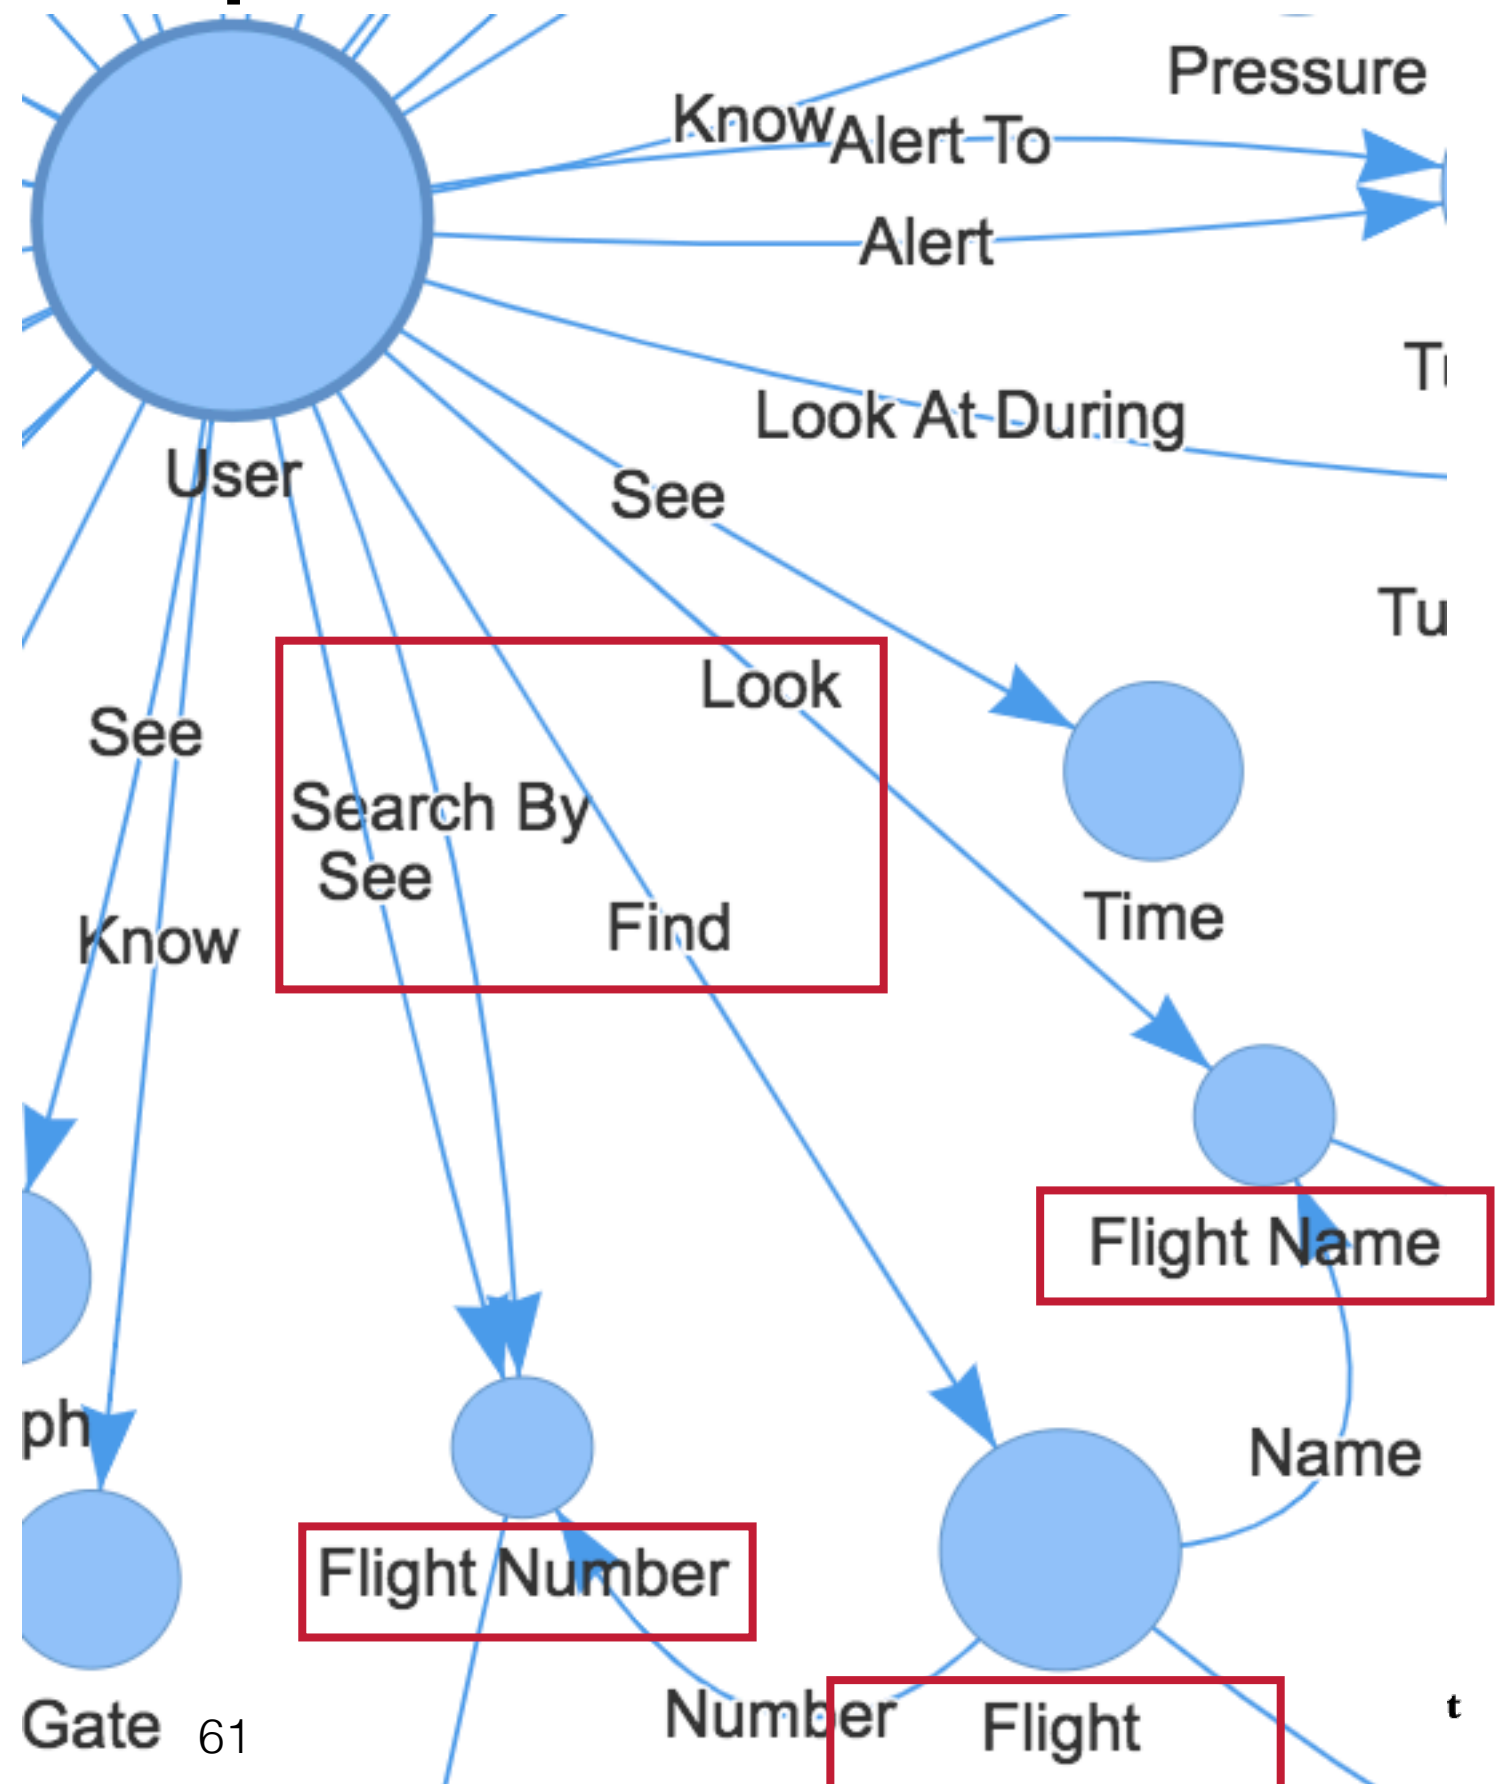 Pressure
Know
Alert To
Alert
Look At During
User
See
Look
See
Search By
See
Find
Time
Know
Flight Name
ph
Name
Flight Number
Number
Flight
Gate
61
t